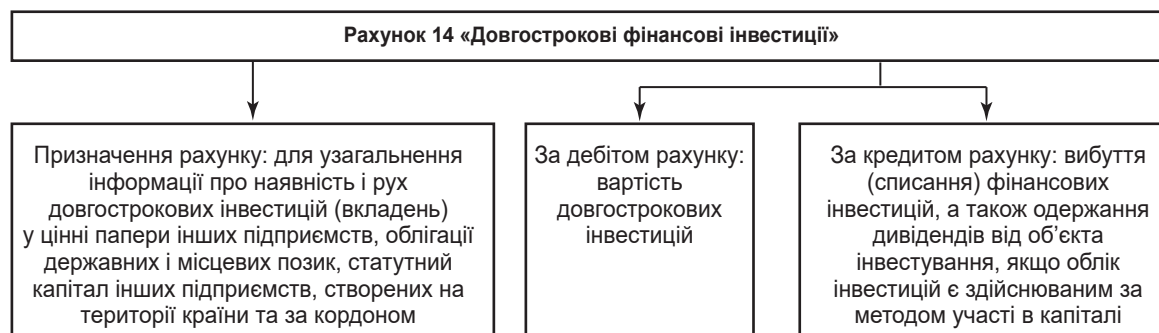 Рахунок 14 «Довгострокові фінансові інвестиції»
Призначення рахунку: для узагальнення
інформації про наявність і рух
довгострокових інвестицій (вкладень)
у цінні папери інших підприємств, облігації
державних і місцевих позик, статутний
капітал інших підприємств, створених на
території країни та за кордоном
За дебітом рахунку:
вартість
довгострокових
інвестицій
За кредитом рахунку: вибуття
(списання) фінансових
інвестицій, а також одержання
дивідендів від об’єкта
інвестування, якщо облік
інвестицій є здійснюваним за
методом участі в капіталі